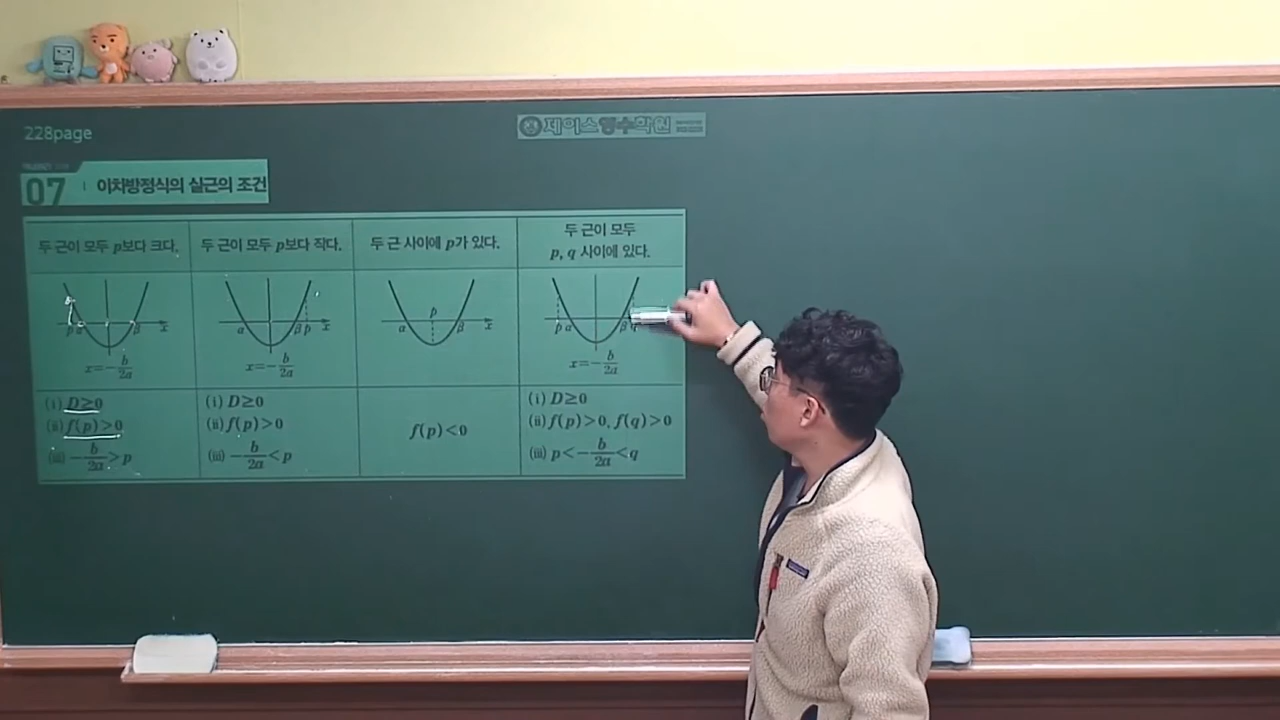 228page
제이스영수학원
07 이차방정식의 실근의 조건
두 근이 모두 p보다 크다.
두 근이 모두 p보다 작다.
두 근 사이에 p가 있다.
두 근이 모두
p, q 사이에 있다.
p α β x
x=-b/2a
α β p x
x=-b/2a
p
α β x
p α β q
x=-b/2a
(i) D≥0
(ii) f(p)>0
(iii) -b/2a>p
(i) D≥0
(ii) f(p)>0
(iii) -b/2a<p
f(p)<0
(i) D≥0
(ii) f(p)>0, f(q)>0
(iii) p<-b/2a<q